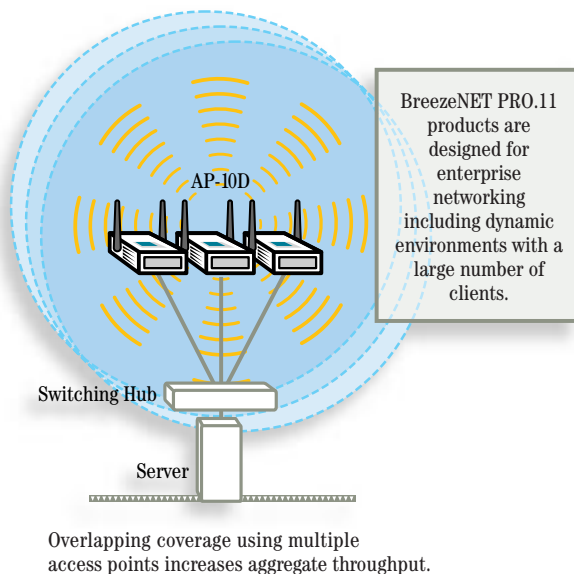 BreezeNET PRO.11
products are
designed for
enterprise
networking
including dynamic
environments with a
large number of
clients.
AP-10D
Switching Hub
Server
Overlapping coverage using multiple
access points increases aggregate throughput.